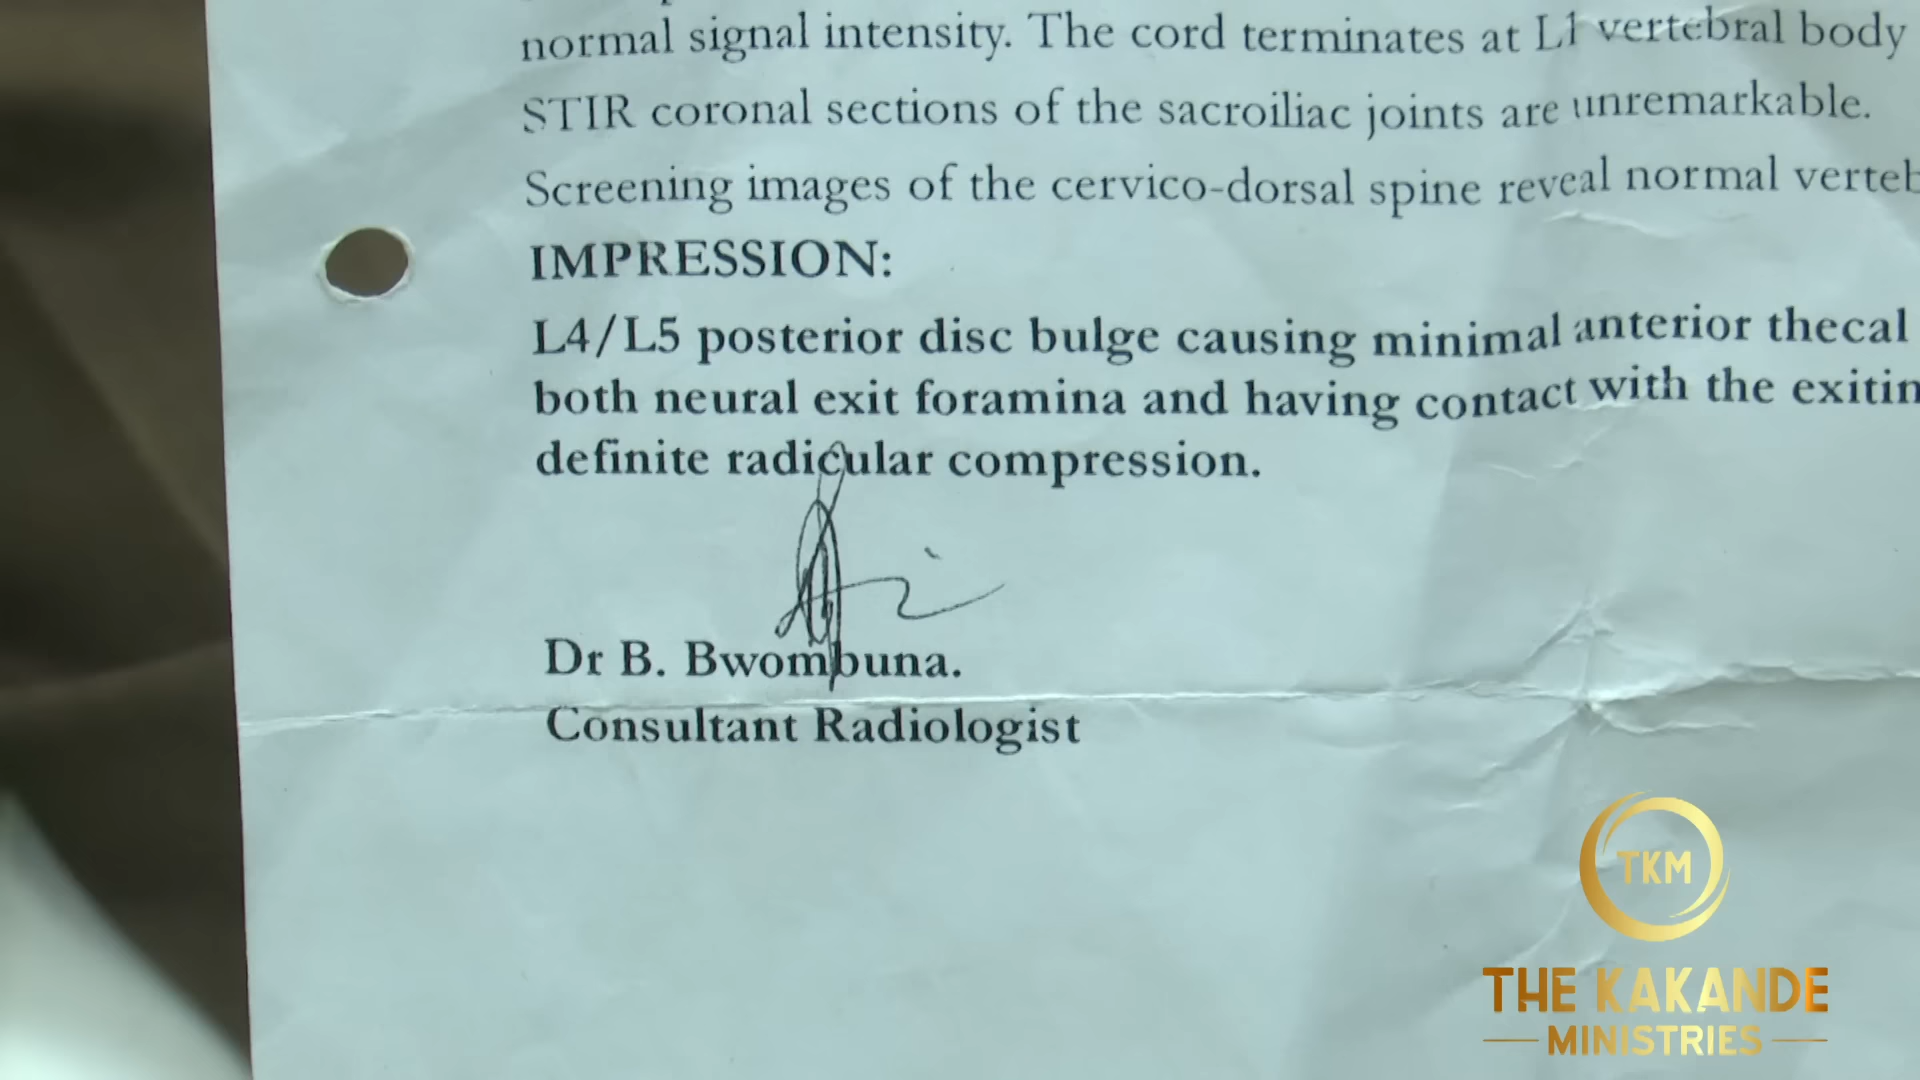 normal signal intensity. The cord terminates at L1 vertebral body
STIR coronal sections of the sacroiliac joints are unremarkable.
Screening images of the cervico-dorsal spine reveal normal verteb
IMPRESSION:
L4/L5 posterior disc bulge causing minimal anterior thecal
both neural exit foramina and having contact with the exitin
definite radicular compression.
Dr B. Bwombuna.
Consultant Radiologist
TKM
THE KAKANDE
MINISTRIES